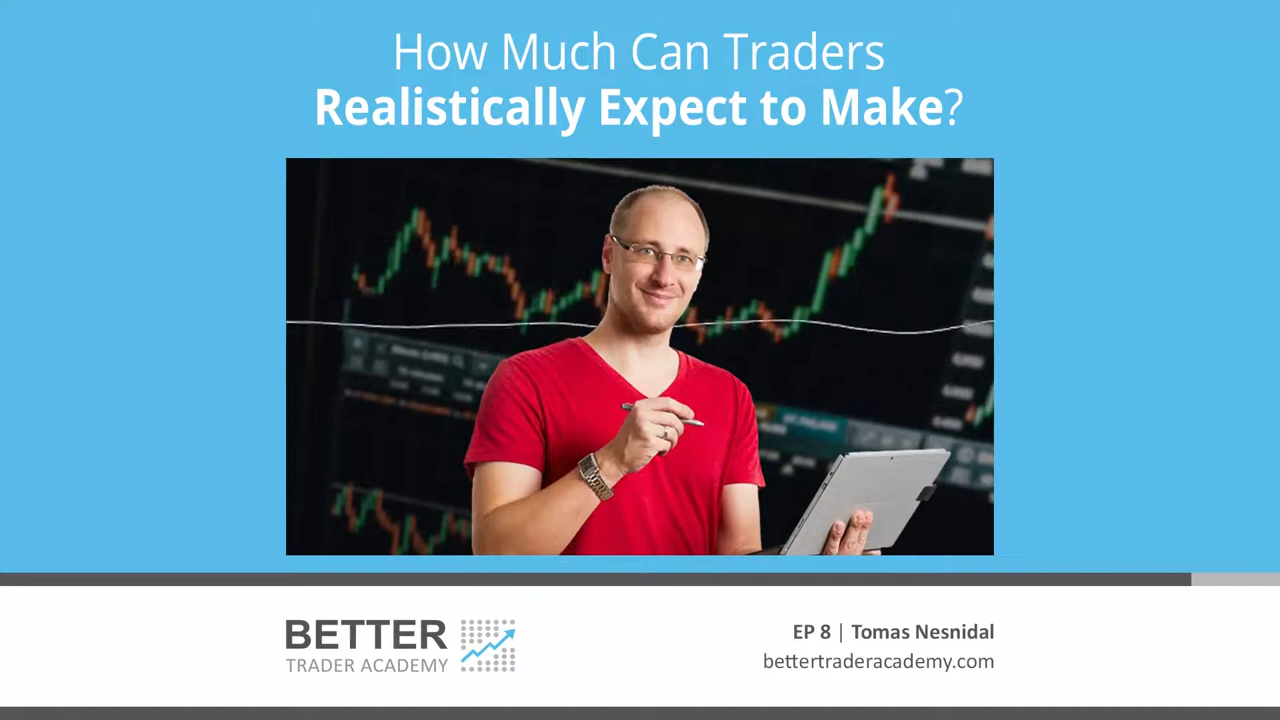 How Much Can Traders
Realistically Expect to Make?
BETTER
TRADER ACADEMY
EP 8 | Tomas Nesnidal
bettertraderacademy.com